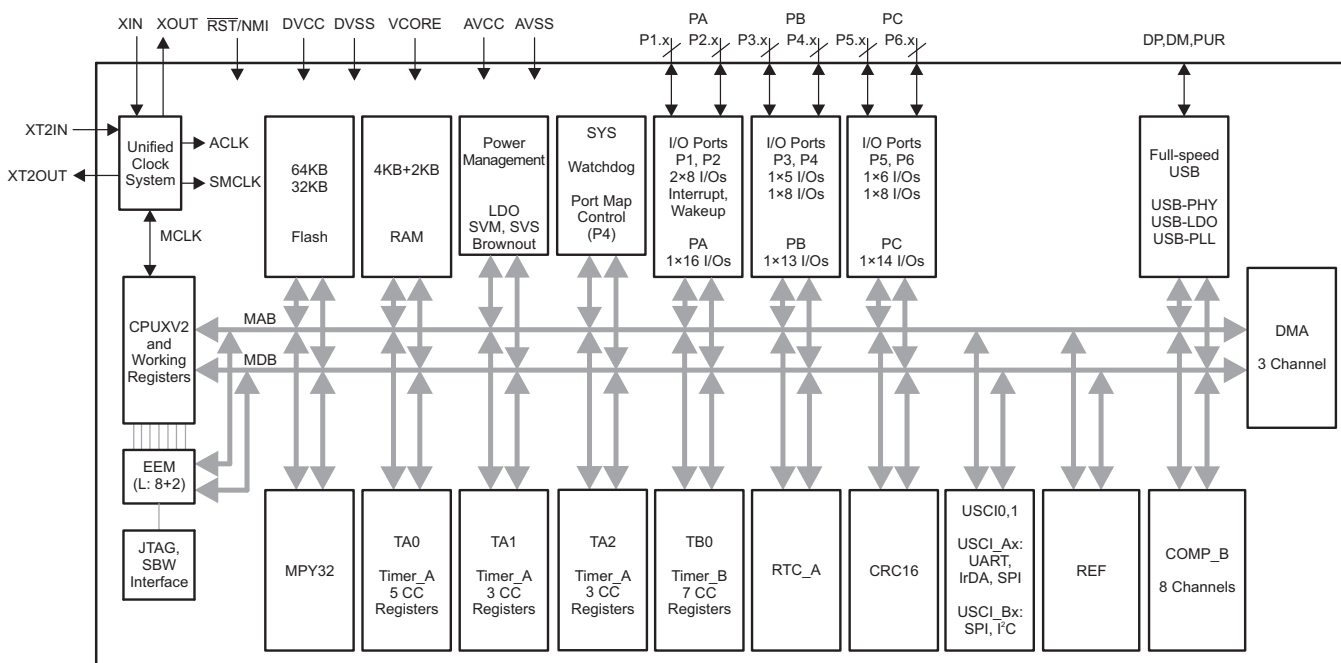 XIN
XOUT
RST/NMI
DVCC
DVSS
VCORE
AVCC
AVSS
PA
P1.x
P2.x
PB
P3.x
P4.x
PC
P5.x
P6.x
DP,DM,PUR
XT2IN
XT2OUT
Unified
Clock
System
ACLK
SMCLK
MCLK
64KB
32KB
Flash
4KB+2KB
RAM
Power
Management
LDO
SVM, SVS
Brownout
SYS
Watchdog
Port Map
Control
(P4)
I/O Ports
P1, P2
2×8 I/Os
Interrupt,
Wakeup
PA
1×16 I/Os
I/O Ports
P3, P4
1×5 I/Os
1×8 I/Os
PB
1×13 I/Os
I/O Ports
P5, P6
1×6 I/Os
1×8 I/Os
PC
1×14 I/Os
Full-speed
USB
USB-PHY
USB-LDO
USB-PLL
CPUXV2
and
Working
Registers
MAB
MDB
DMA
3 Channel
EEM
(L: 8+2)
JTAG,
SBW
Interface
MPY32
TA0
Timer_A
5 CC
Registers
TA1
Timer_A
3 CC
Registers
TA2
Timer_A
3 CC
Registers
TB0
Timer_B
7 CC
Registers
RTC_A
CRC16
USCI0,1
USCI_Ax:
UART,
IrDA, SPI
USCI_Bx:
SPI, I²C
REF
COMP_B
8 Channels